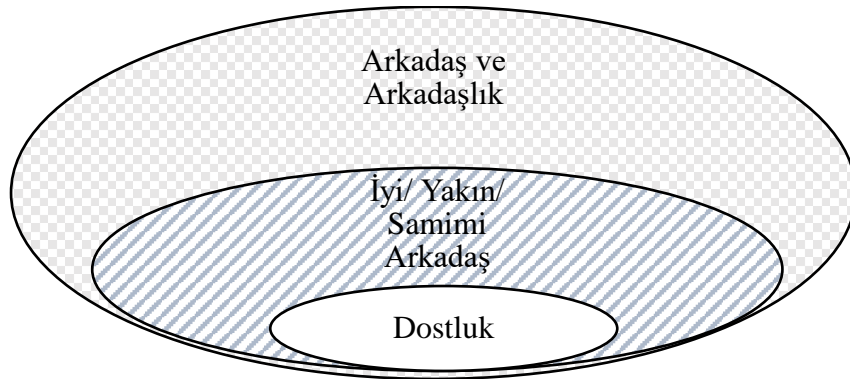 Arkadaş ve
Arkadaşlık
İyi/ Yakın/
Samimi
Arkadaş
Dostluk